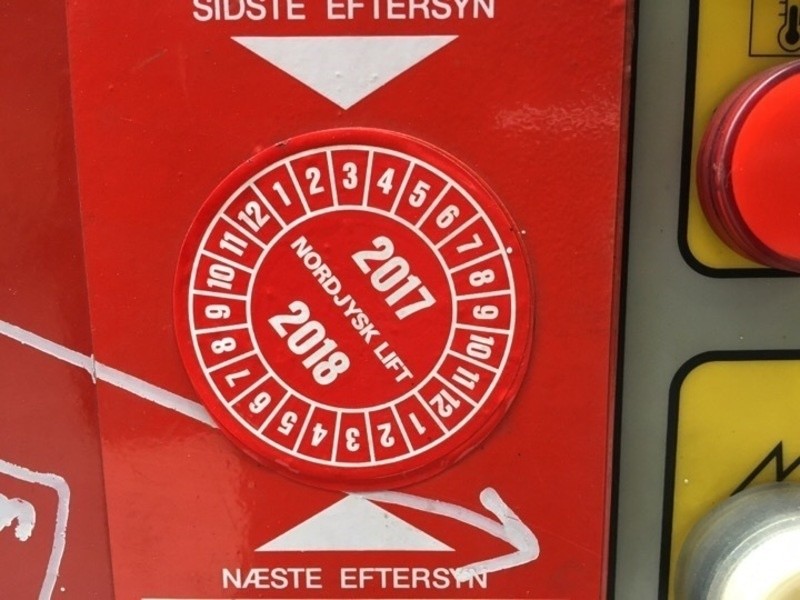 SIDSTE EFTERSYN
1 2 3 4 5 6 7 8 9 10 11 12
2017
NORDJYSK LIFT
2018
1 2 3 4 5 6 7 8 9 10 11 12
NÆSTE EFTERSYN